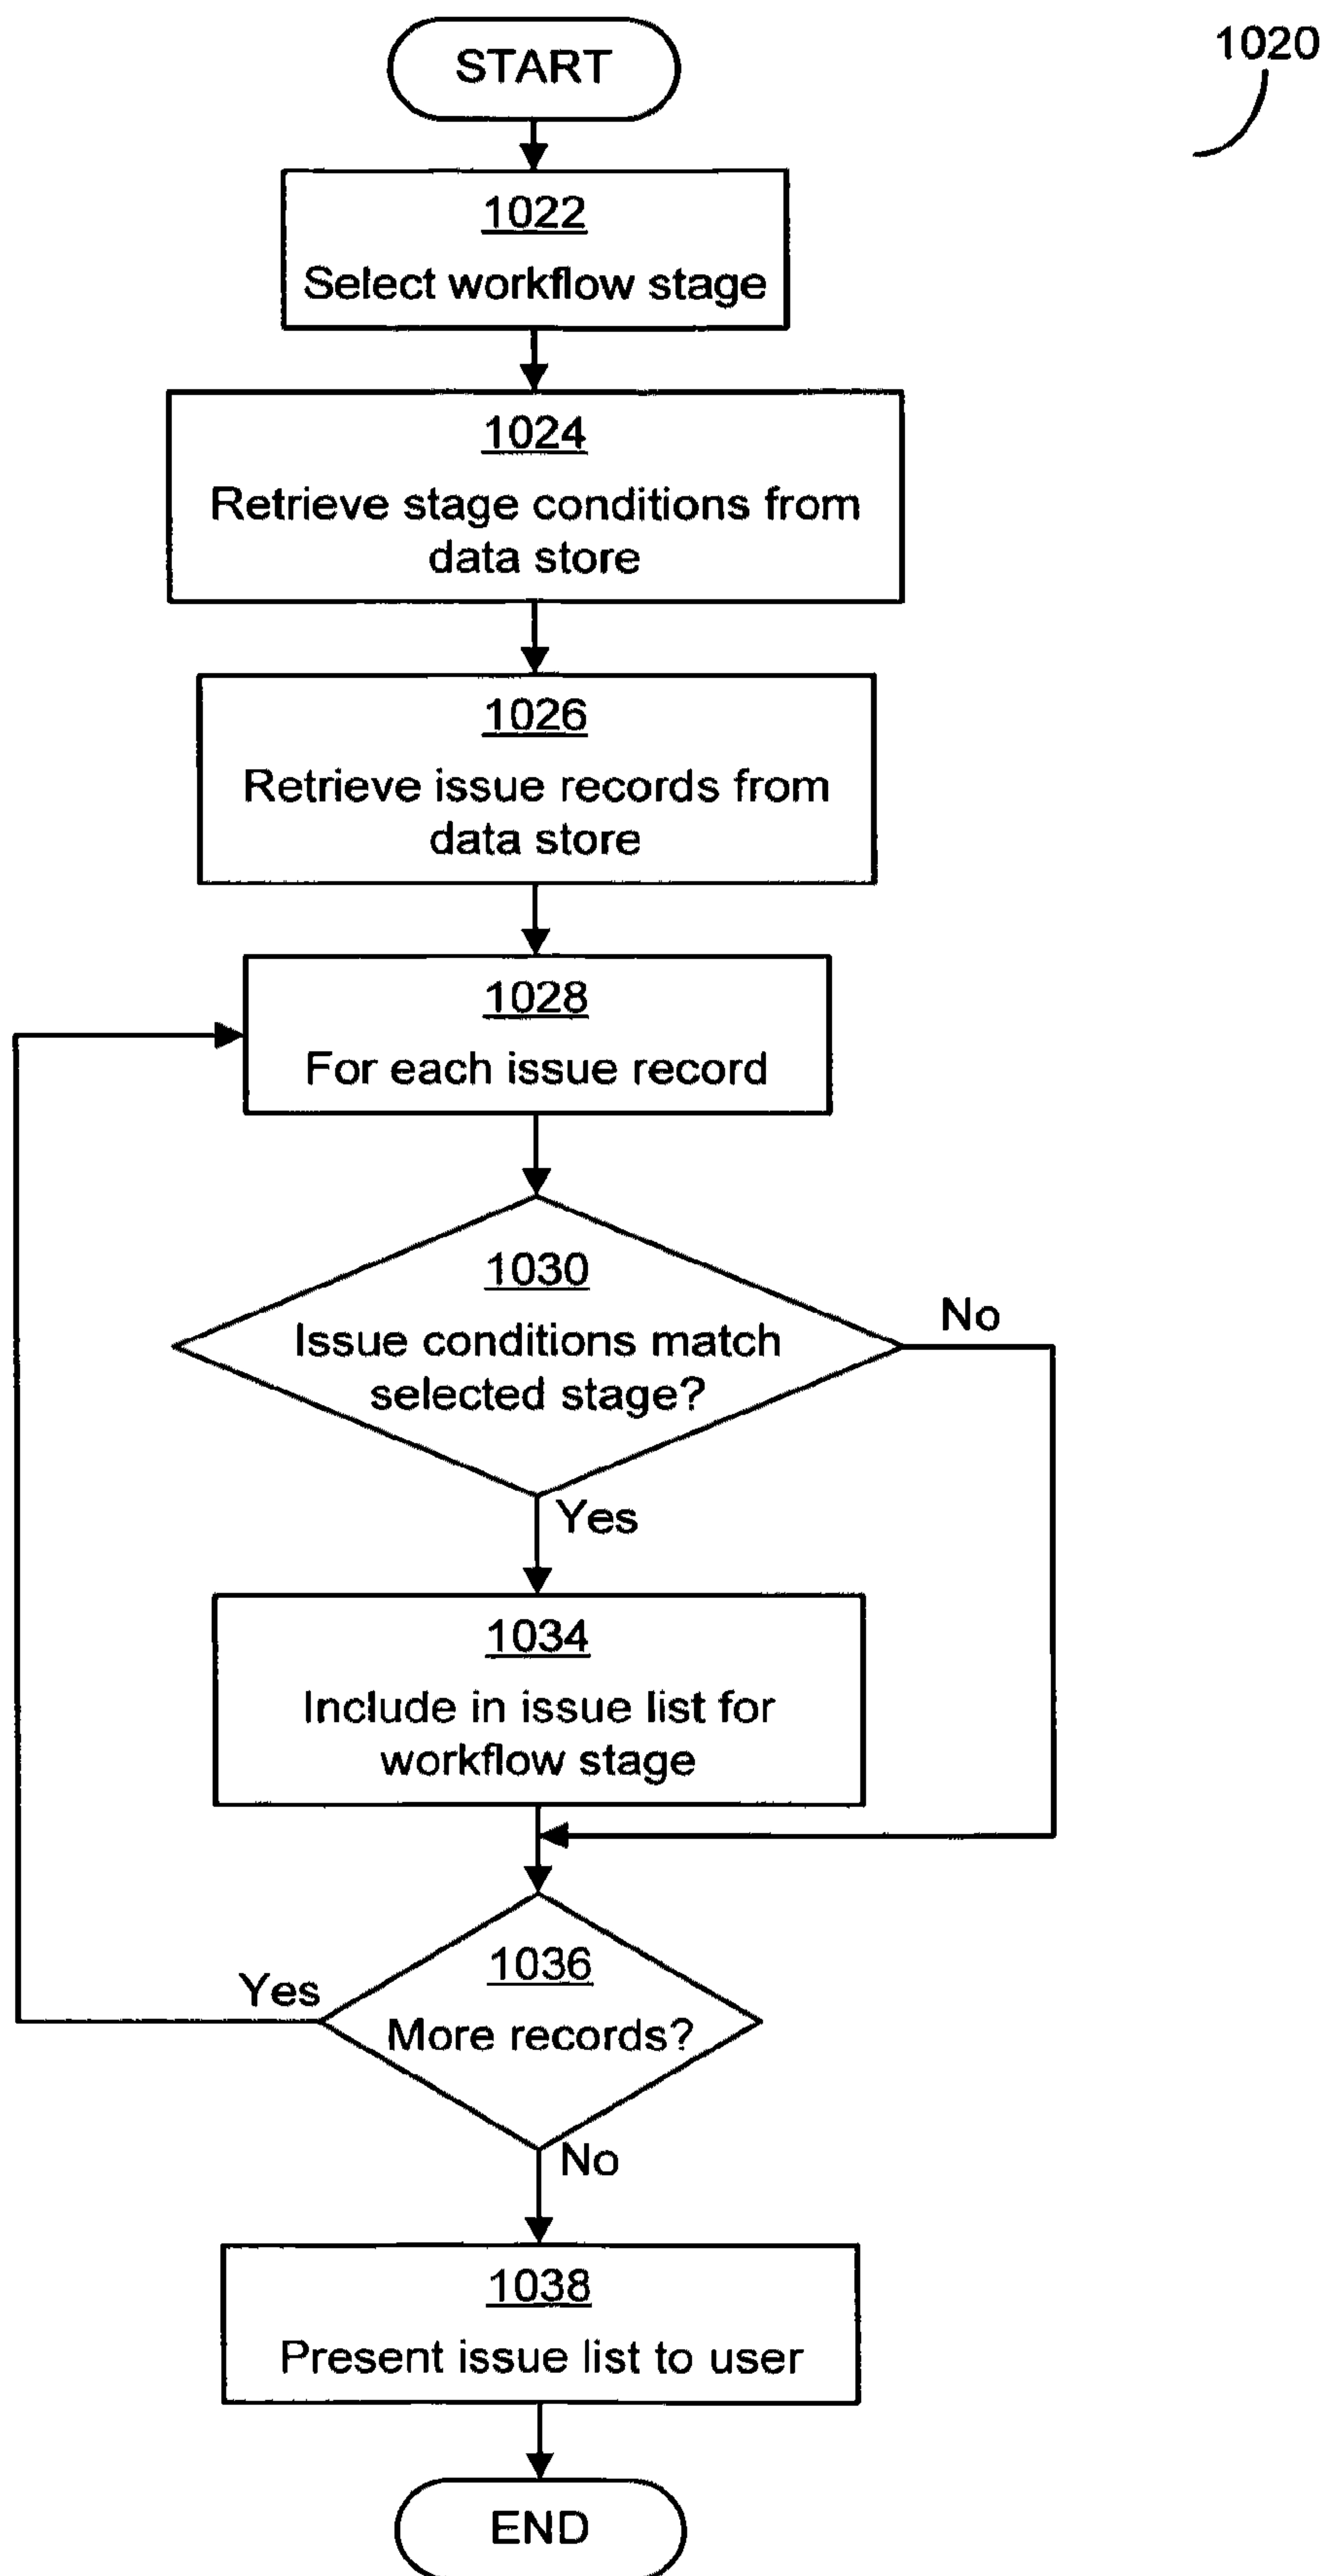 START
1020
1022
Select workflow stage
1024
Retrieve stage conditions from
data store
1026
Retrieve issue records from
data store
1028
For each issue record
1030
Issue conditions match
selected stage?
No
Yes
1034
Include in issue list for
workflow stage
1036
More records?
Yes
No
1038
Present issue list to user
END